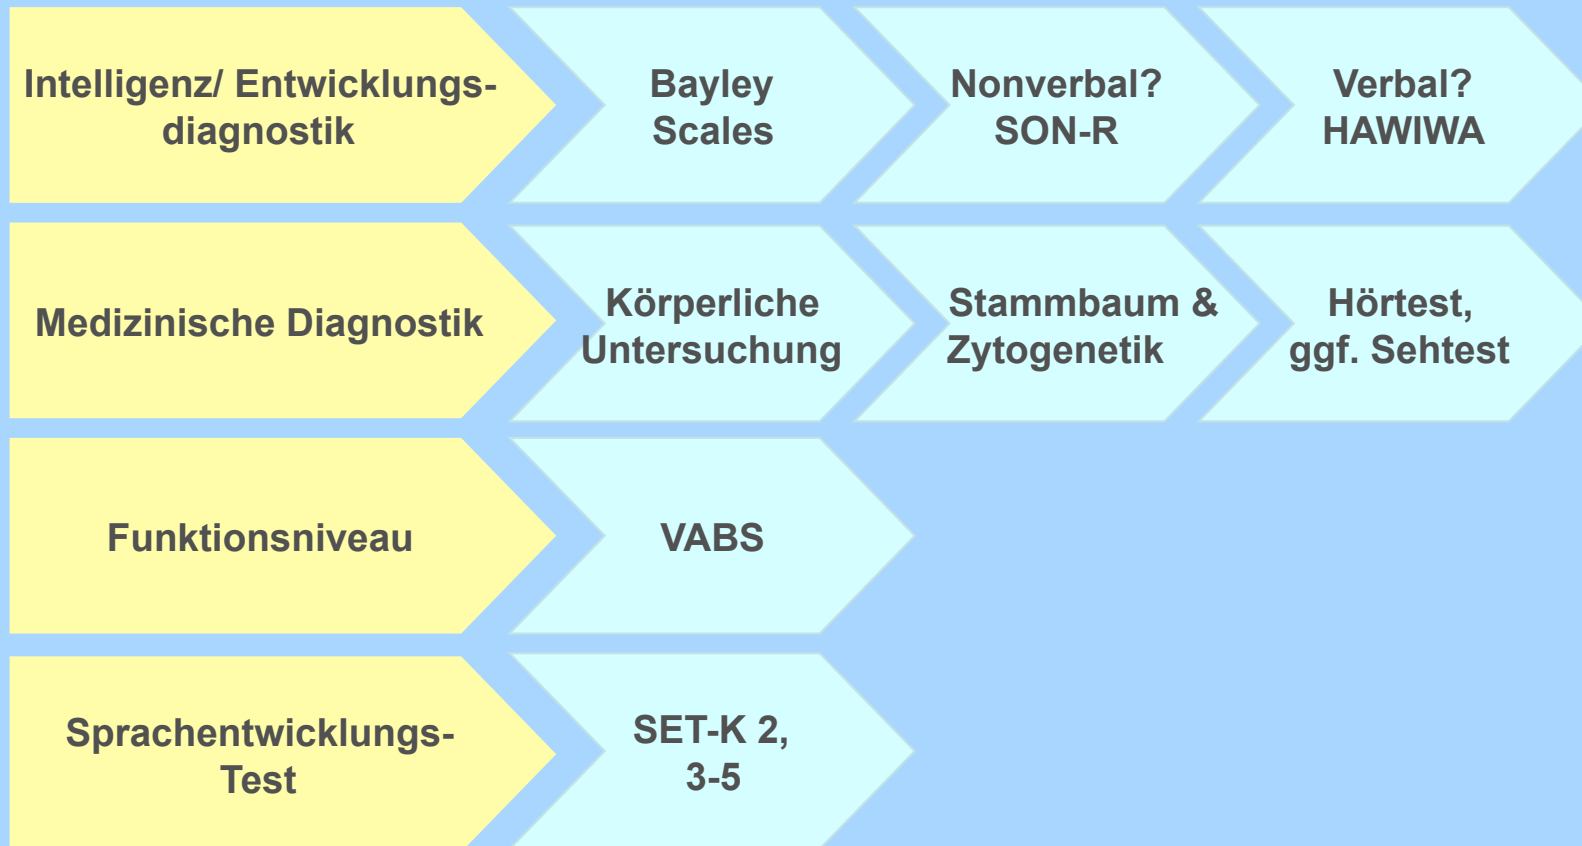 Intelligenz/ Entwicklungs-
diagnostik
Bayley
Scales
Nonverbal?
SON-R
Verbal?
HAWIWA
Medizinische Diagnostik
Körperliche
Untersuchung
Stammbaum &
Zytogenetik
Hörtest,
ggf. Sehtest
Funktionsniveau
VABS
Sprachentwicklungs-
Test
SET-K 2,
3-5